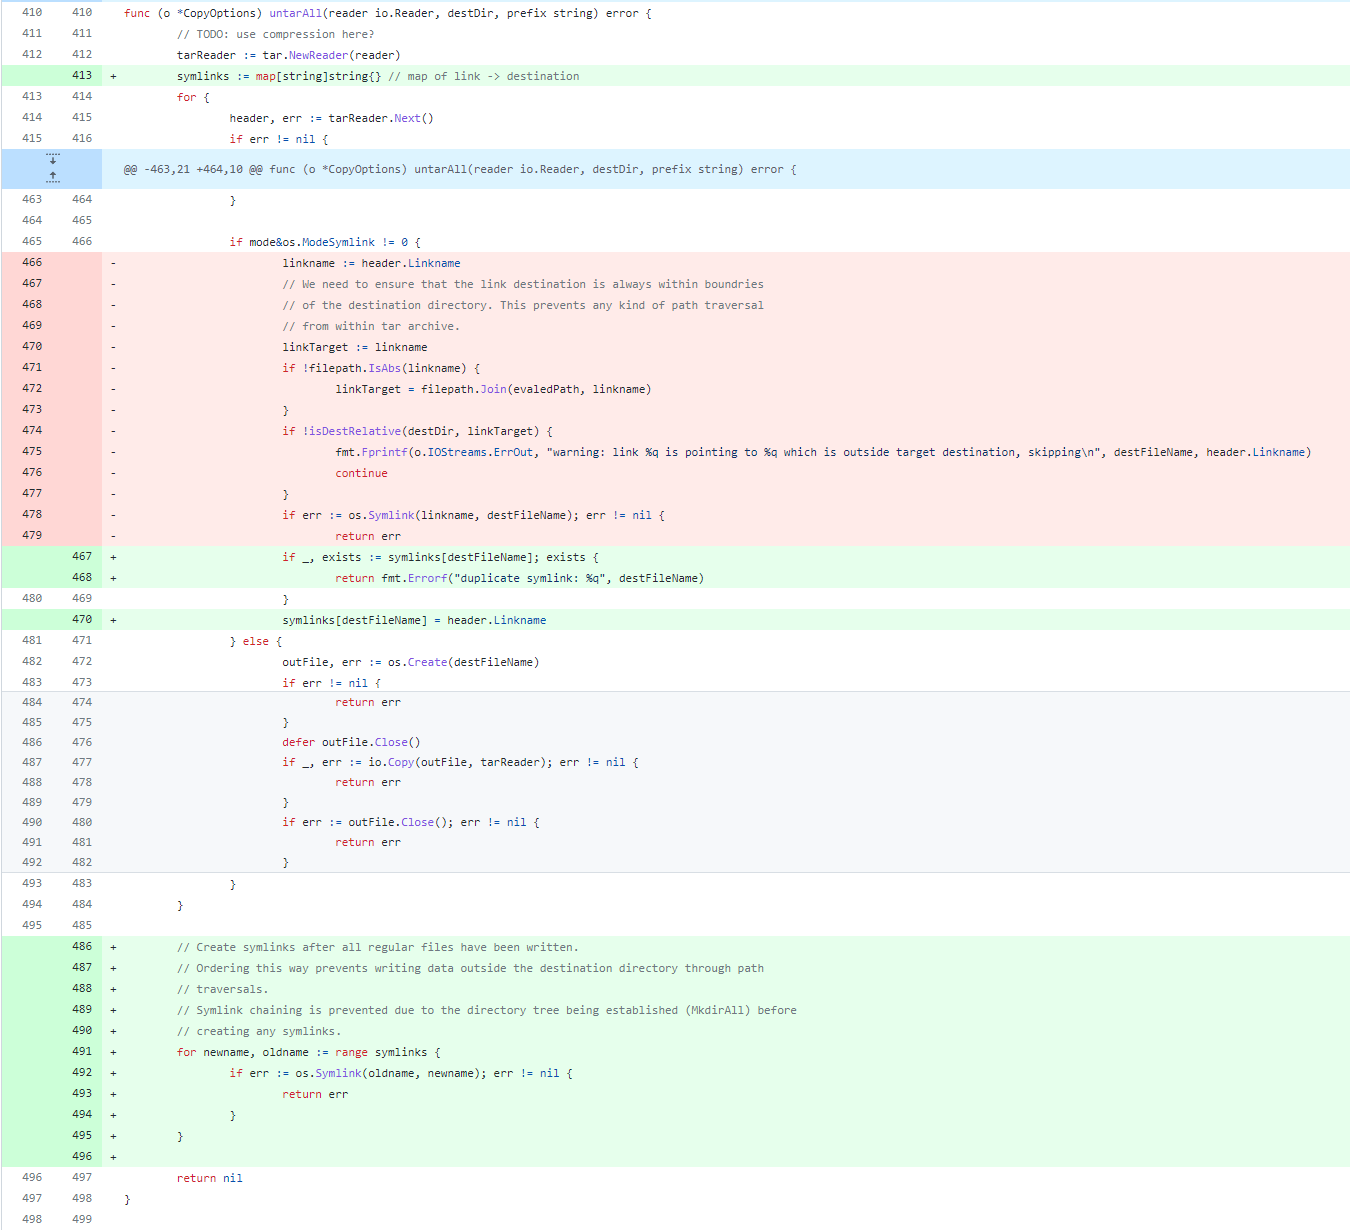 410 410 func (o *CopyOptions) untarAll(reader io.Reader, destDir, prefix string) error {
411 411 // TODO: use compression here?
412 412 tarReader := tar.NewReader(reader)
413 + symlinks := map[string]string{} // map of link -> destination
413 414 for {
414 415 header, err := tarReader.Next()
415 416 if err != nil {
@@ -463,21 +464,10 @@ func (o *CopyOptions) untarAll(reader io.Reader, destDir, prefix string) error {
463 464 }
464 465
465 466 if mode&os.ModeSymlink != 0 {
466 - linkname := header.Linkname
467 - // We need to ensure that the link destination is always within boundries
468 - // of the destination directory. This prevents any kind of path traversal
469 - // from within tar archive.
470 - linkTarget := linkname
471 - if !filepath.IsAbs(linkname) {
472 - linkTarget = filepath.Join(evaledPath, linkname)
473 - }
474 - if !isDestRelative(destDir, linkTarget) {
475 - fmt.Fprintf(o.IOStreams.ErrOut, "warning: link %q is pointing to %q which is outside target destination, skipping\n", destFileName, header.Linkname)
476 - continue
477 - }
478 - if err := os.Symlink(linkname, destFileName); err != nil {
479 - return err
467 + if _, exists := symlinks[destFileName]; exists {
468 + return fmt.Errorf("duplicate symlink: %q", destFileName)
480 469 }
470 + symlinks[destFileName] = header.Linkname
481 471 } else {
482 472 outFile, err := os.Create(destFileName)
483 473 if err != nil {
484 474 return err
485 475 }
486 476 defer outFile.Close()
487 477 if _, err := io.Copy(outFile, tarReader); err != nil {
488 478 return err
489 479 }
490 480 if err := outFile.Close(); err != nil {
491 481 return err
492 482 }
493 483 }
494 484 }
495 485
486 + // Create symlinks after all regular files have been written.
487 + // Ordering this way prevents writing data outside the destination directory through path
488 + // traversals.
489 + // Symlink chaining is prevented due to the directory tree being established (MkdirAll) before
490 + // creating any symlinks.
491 + for newname, oldname := range symlinks {
492 + if err := os.Symlink(oldname, newname); err != nil {
493 + return err
494 + }
495 + }
496 +
496 497 return nil
497 498 }
498 499